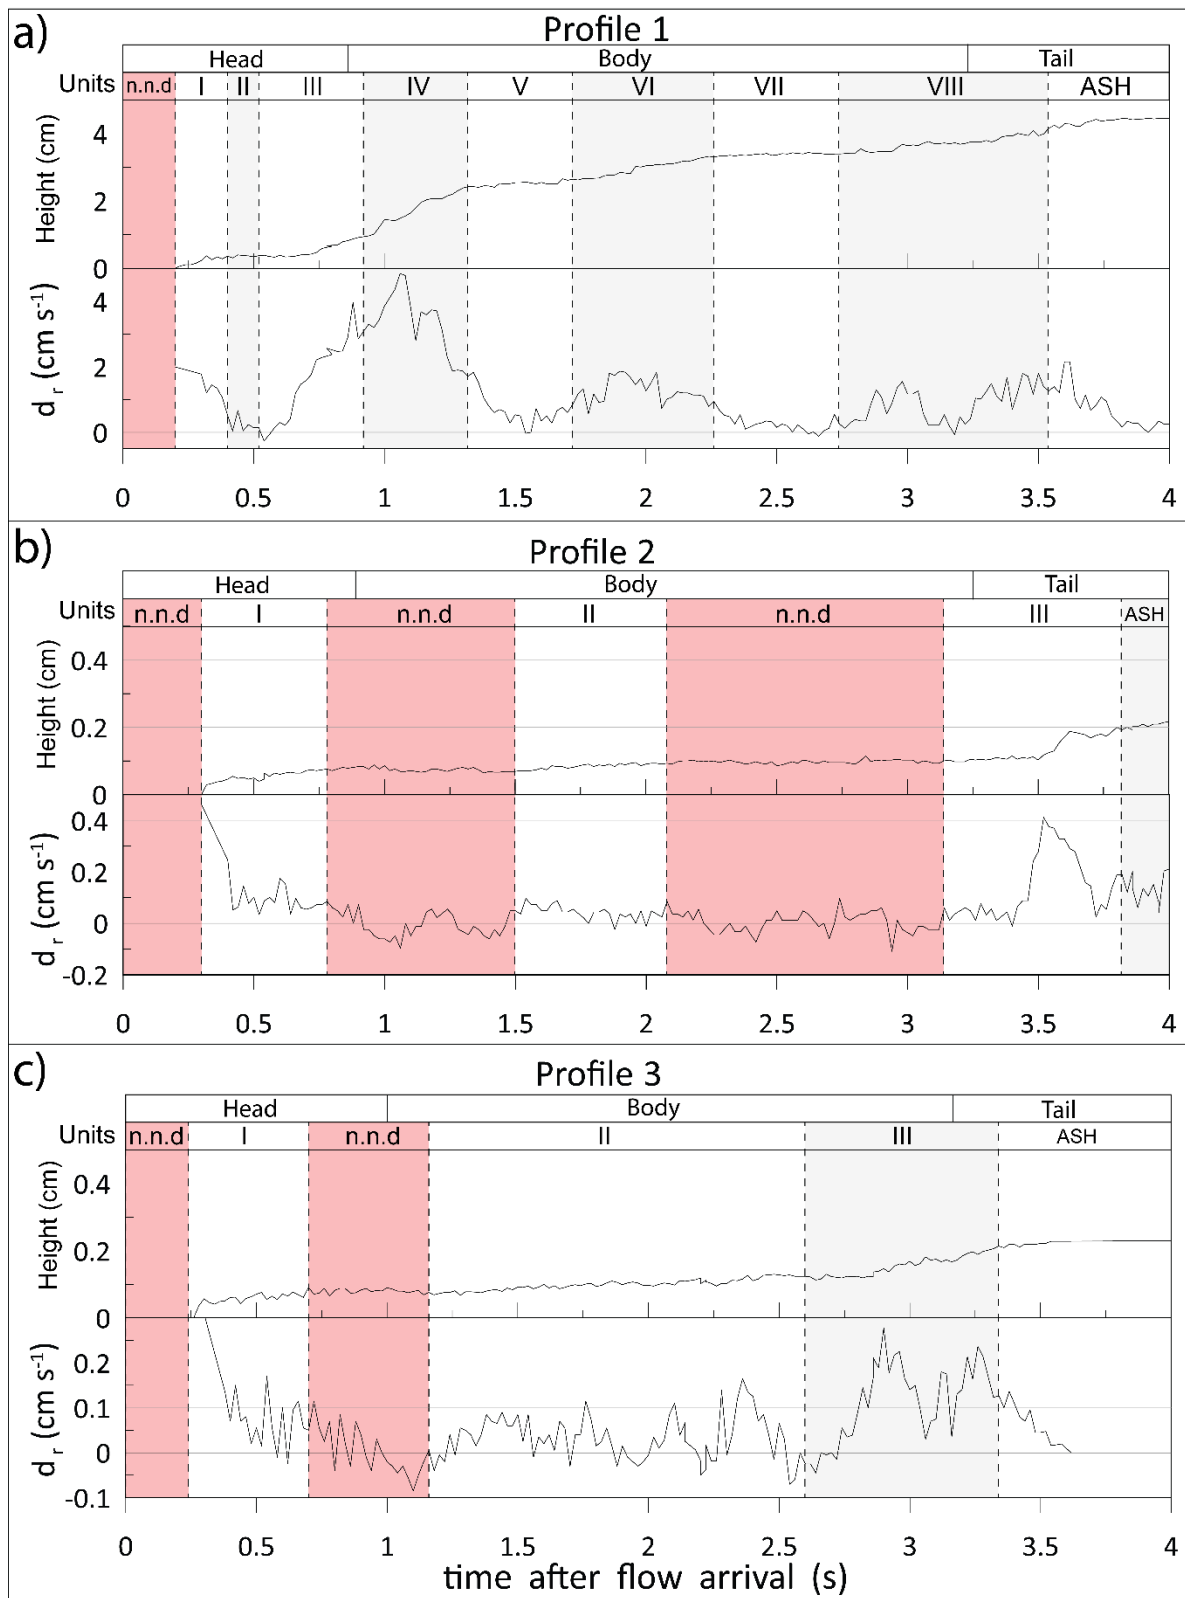 a)
Profile 1
Head Body Tail
Units n.n.d I II III IV V VI VII VIII ASH
Height (cm)
4
2
0
d r (cm s-1)
4
2
0
0 0.5 1 1.5 2 2.5 3 3.5 4
b)
Profile 2
Head Body Tail
Units n.n.d I n.n.d II n.n.d III ASH
Height (cm)
0.4
0.2
0
d r (cm s-1)
0.4
0.2
0
-0.2
0 0.5 1 1.5 2 2.5 3 3.5 4
c)
Profile 3
Head Body Tail
Units n.n.d I n.n.d II III ASH
Height (cm)
0.4
0.2
0
d r (cm s-1)
0.2
0.1
0
-0.1
0 0.5 1 1.5 2 2.5 3 3.5 4
time after flow arrival (s)